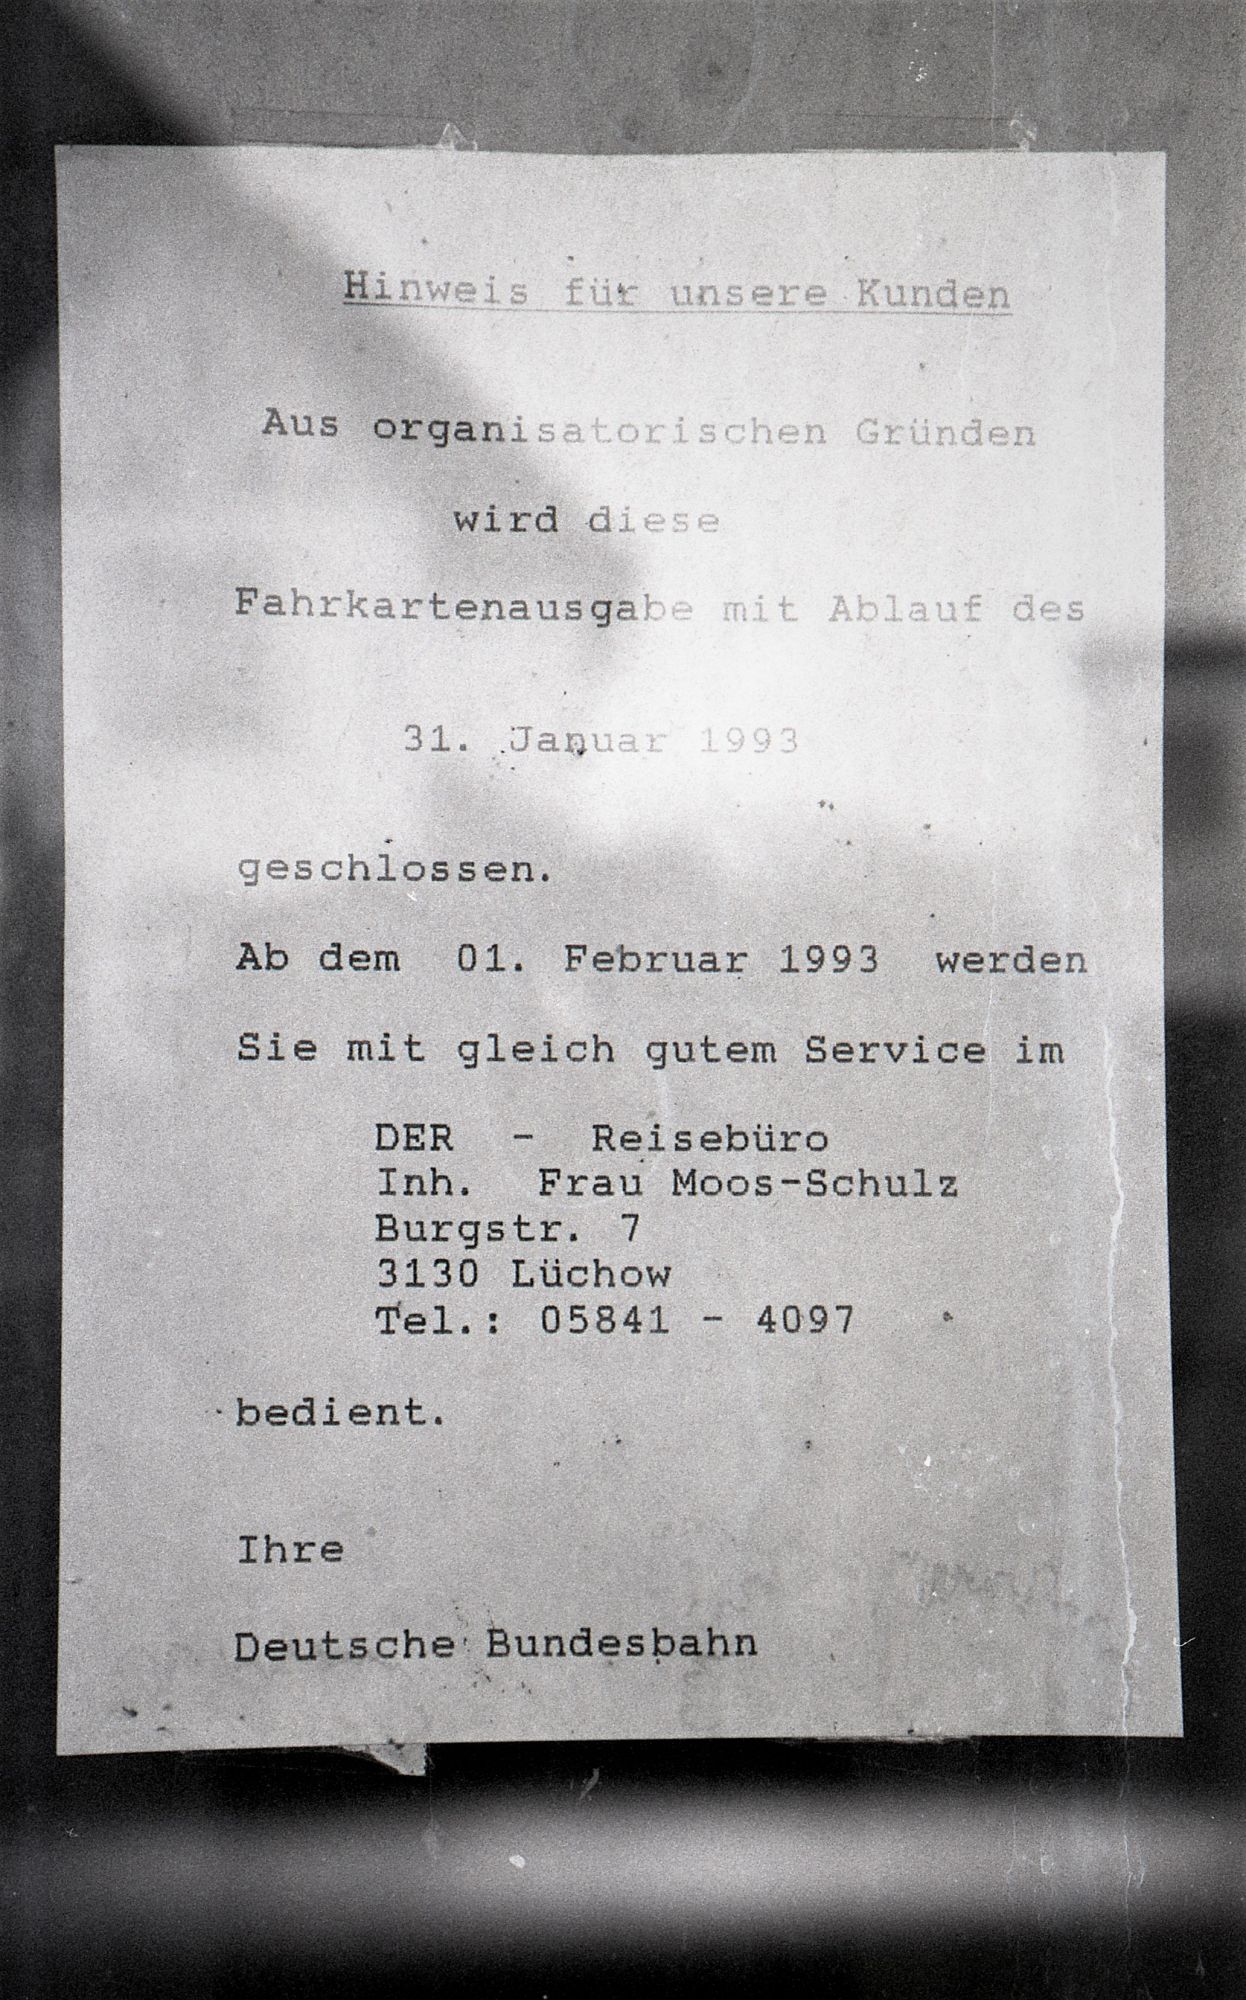 Hinweis für unsere Kunden
Aus organisatorischen Gründen
wird diese
Fahrkartenausgabe mit Ablauf des
31. Januar 1993
geschlossen.
Ab dem 01. Februar 1993 werden
Sie mit gleich gutem Service im
DER - Reisebüro
Inh. Frau Moos-Schulz
Burgstr. 7
3130 Lüchow
Tel.: 05841 - 4097
bedient.
Ihre
Deutsche Bundesbahn